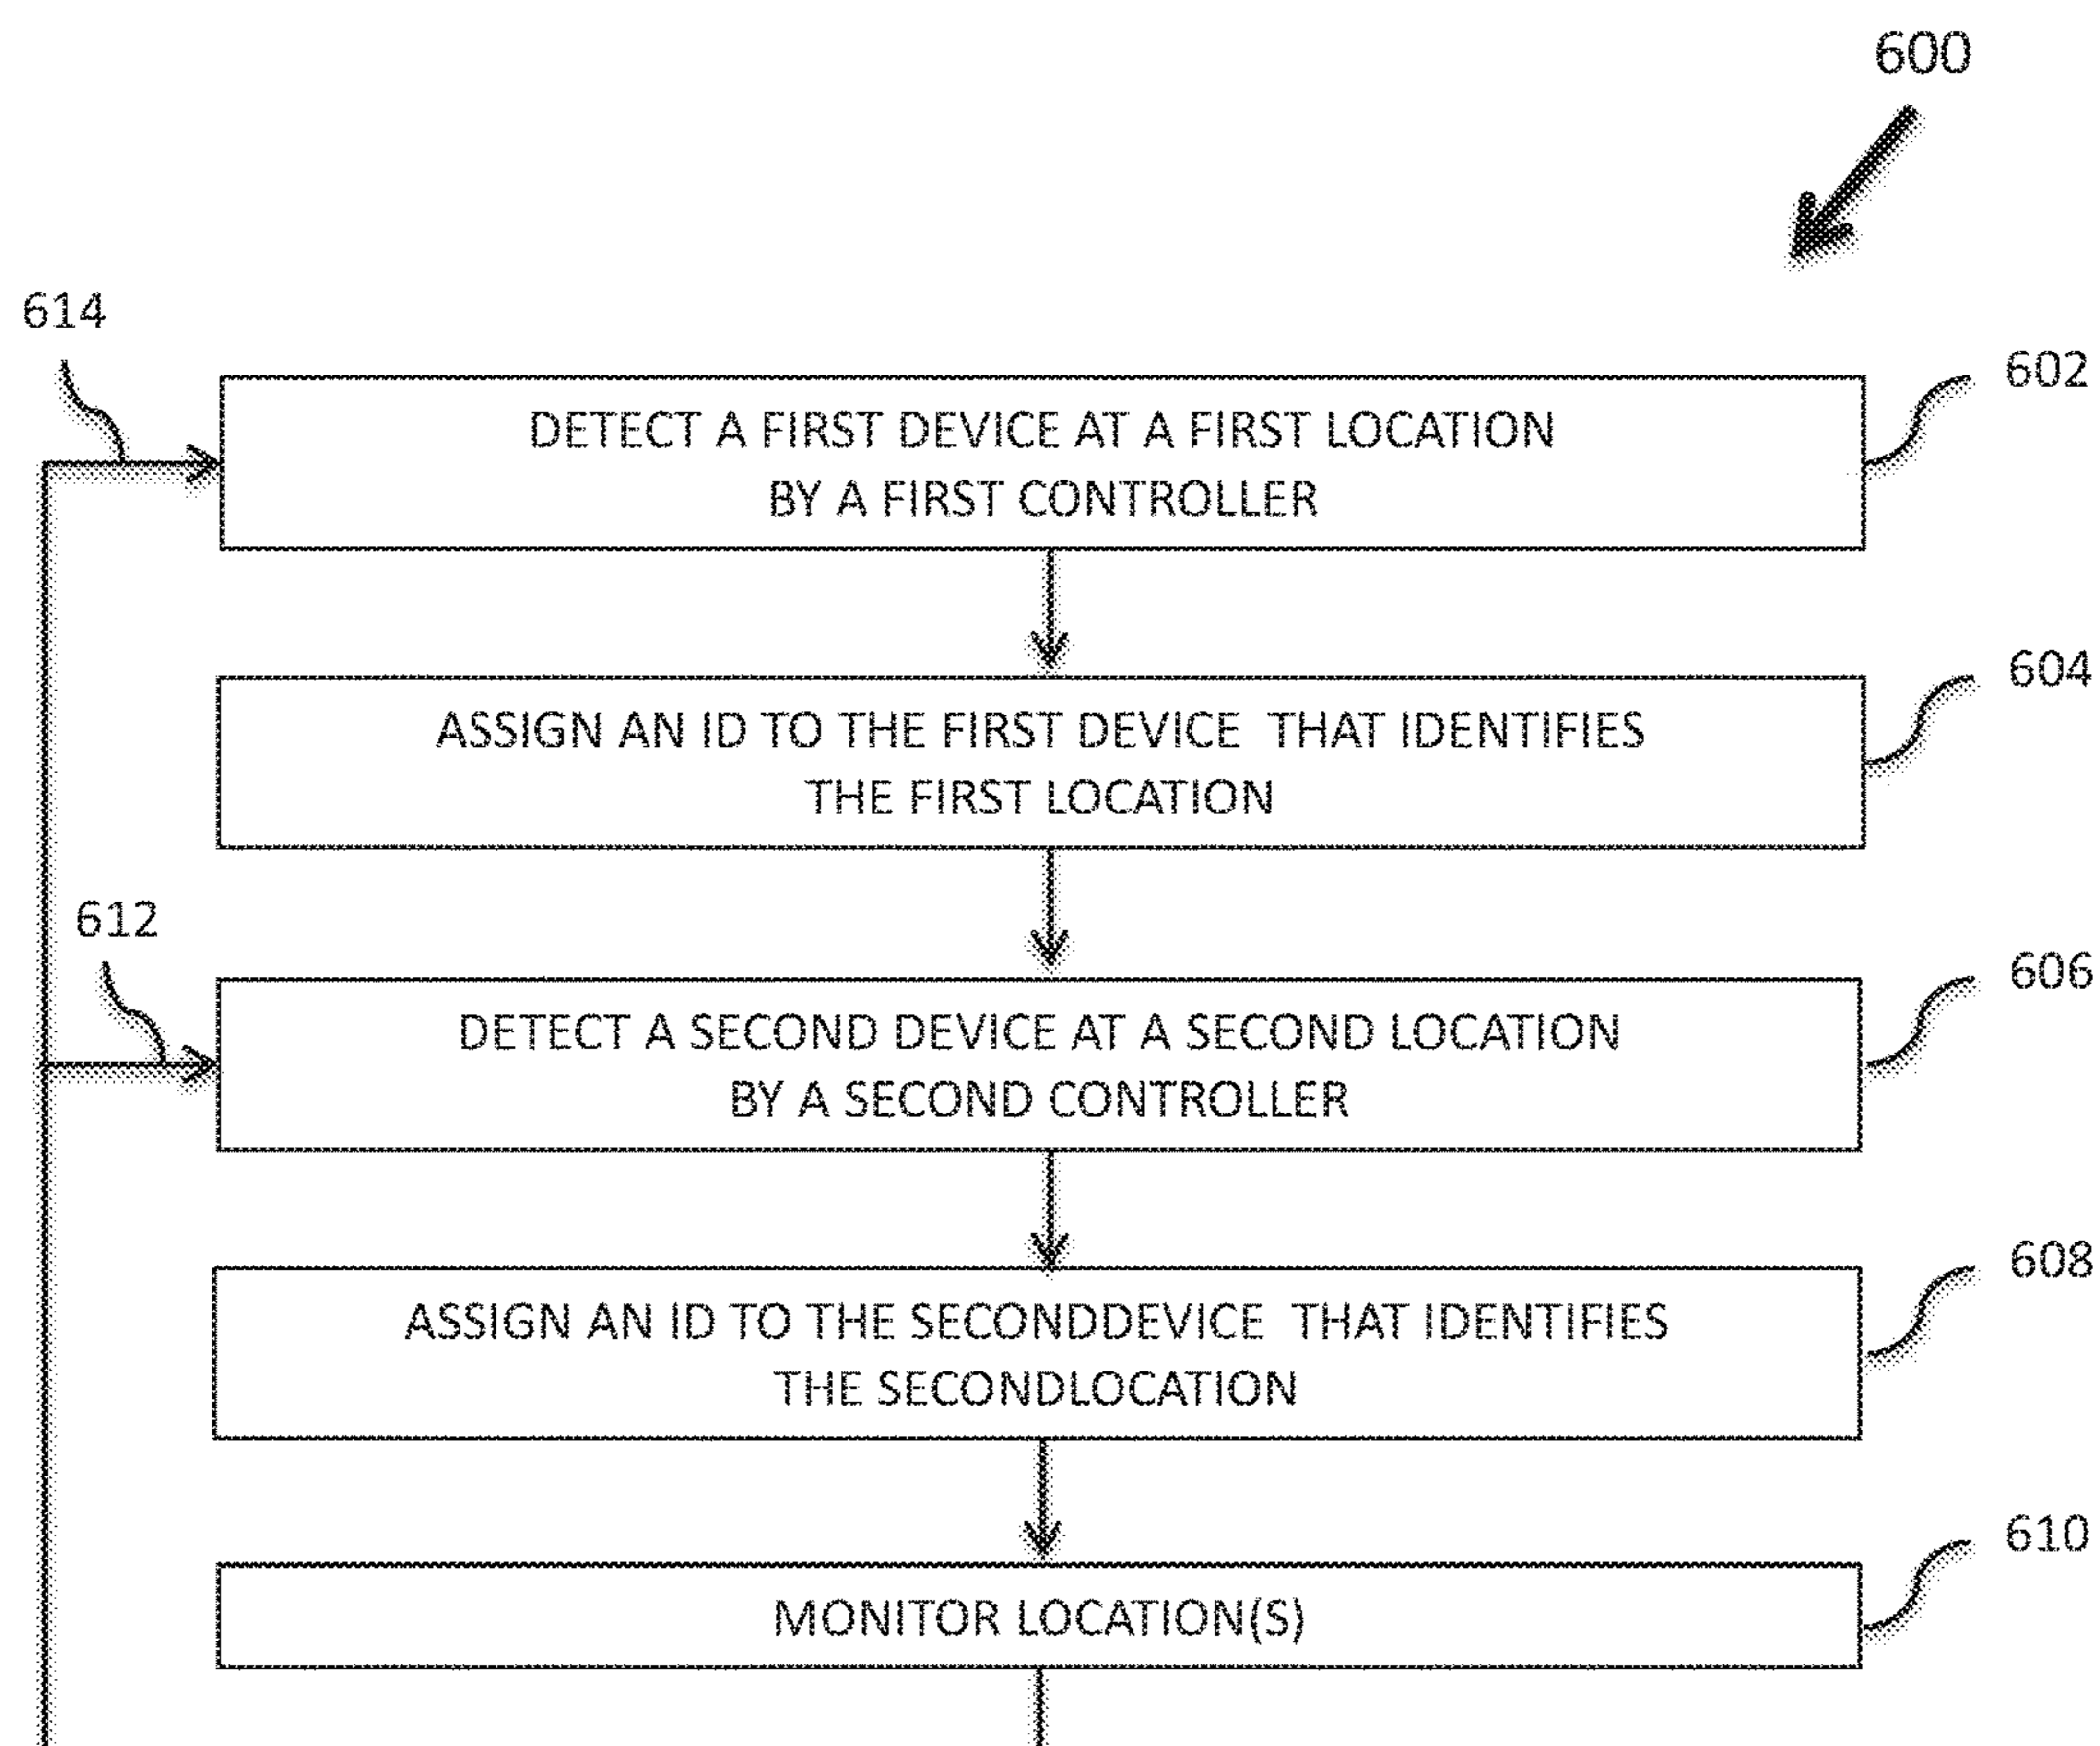 600
614
602
DETECT A FIRST DEVICE AT A FIRST LOCATION
BY A FIRST CONTROLLER
604
ASSIGN AN ID TO THE FIRST DEVICE THAT IDENTIFIES
THE FIRST LOCATION
612
606
DETECT A SECOND DEVICE AT A SECOND LOCATION
BY A SECOND CONTROLLER
608
ASSIGN AN ID TO THE SECONDDEVICE THAT IDENTIFIES
THE SECONDLOCATION
610
MONITOR LOCATION(S)